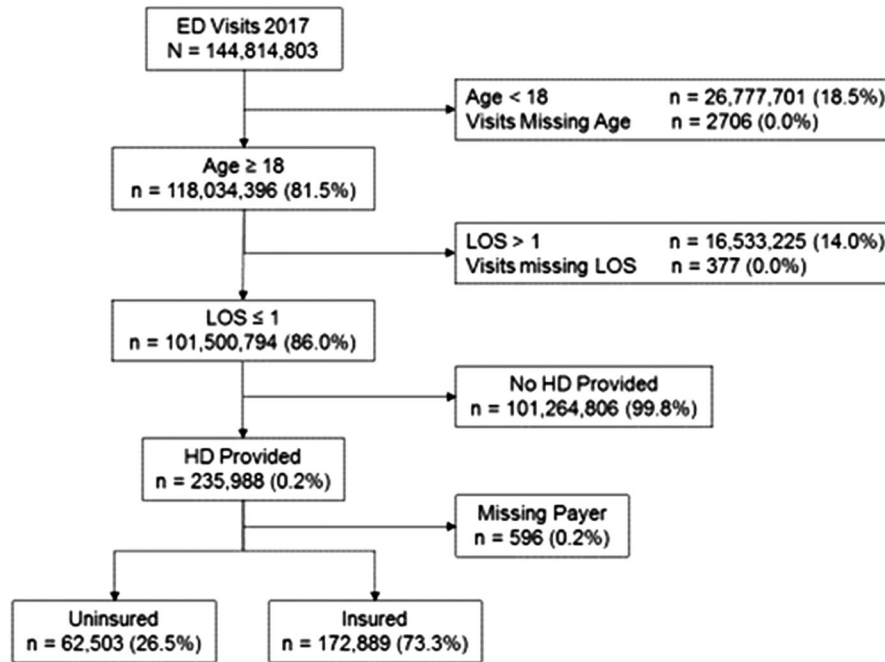 ED Visits 2017
N = 144,814,803
Age < 18 n = 26,777,701 (18.5%)
Visits Missing Age n = 2706 (0.0%)
Age ≥ 18
n = 118,034,396 (81.5%)
LOS > 1 n = 16,533,225 (14.0%)
Visits missing LOS n = 377 (0.0%)
LOS ≤ 1
n = 101,500,794 (86.0%)
No HD Provided
n = 101,264,806 (99.8%)
HD Provided
n = 235,988 (0.2%)
Missing Payer
n = 596 (0.2%)
Uninsured
n = 62,503 (26.5%)
Insured
n = 172,889 (73.3%)